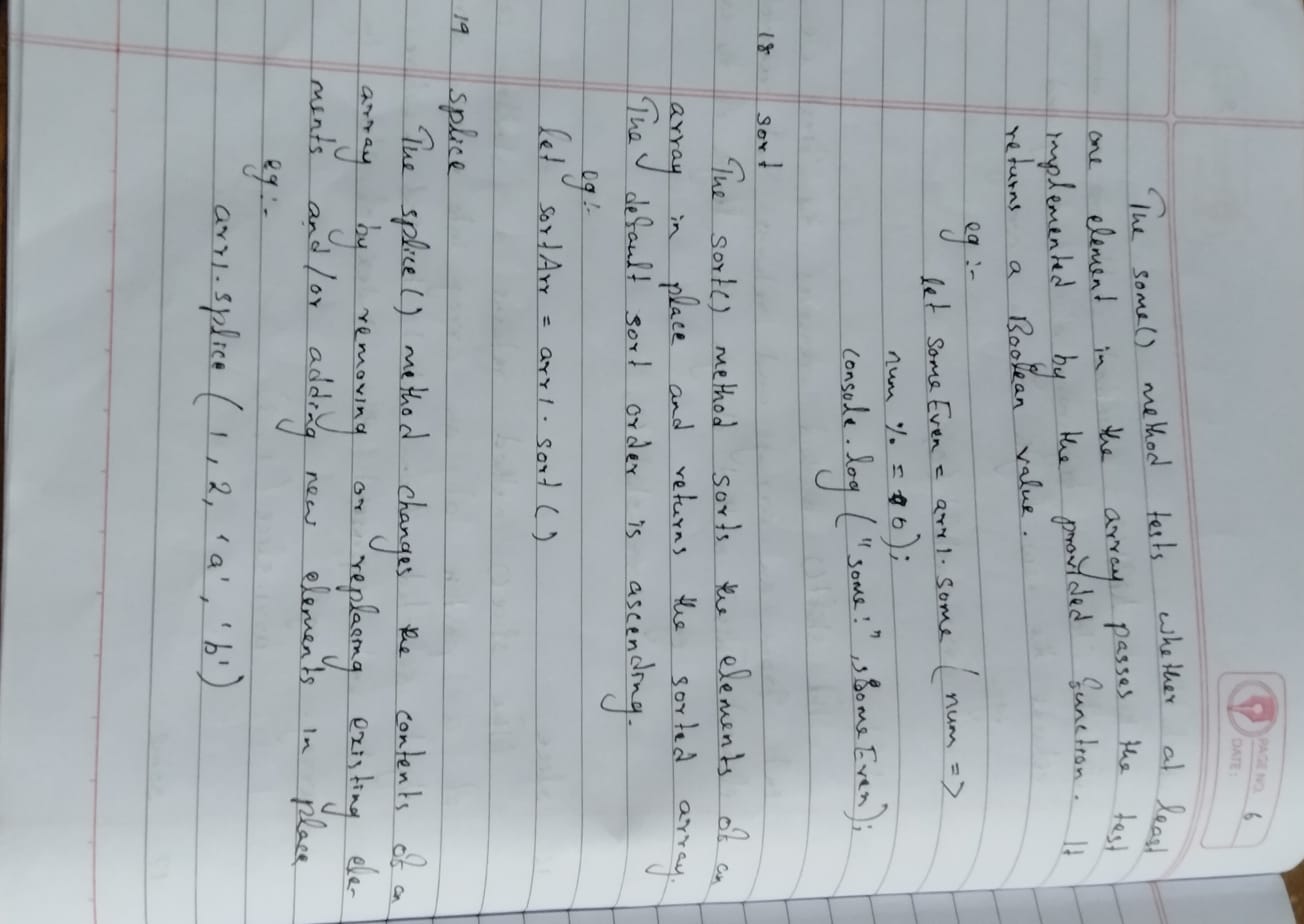 PAGE NO. 6
DATE:
The some() method tests whether at least
one element in the array passes the test
implemented by the provided function. It
returns a Boolean value.
eg :-
let someEven = arr1. some ( num =>
num % = 0);
console.log ("some!", someEven);
18 sort
The sort() method sorts the elements of an
array in place and returns the sorted array.
The default sort order is ascending.
eg :-
let sortArr = arr1. sort ()
19 splice
The splice() method changes the contents of an
array by removing or replacing existing ele-
ments and/or adding new elements in place
eg :-
arr1.splice ( 1, 2, 'a', 'b')